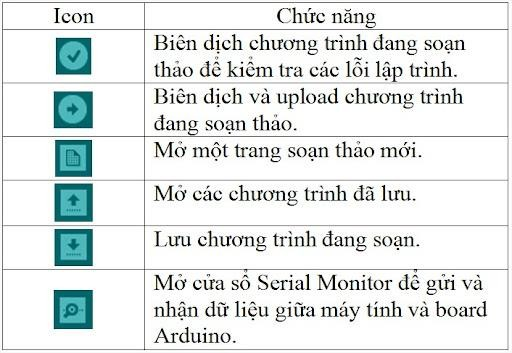 Icon Chức năng
Biên dịch chương trình đang soạn
thảo để kiểm tra các lỗi lập trình.
Biên dịch và upload chương trình
đang soạn thảo.
Mở một trang soạn thảo mới.
Mở các chương trình đã lưu.
Lưu chương trình đang soạn.
Mở cửa sổ Serial Monitor để gửi và
nhận dữ liệu giữa máy tính và board
Arduino.